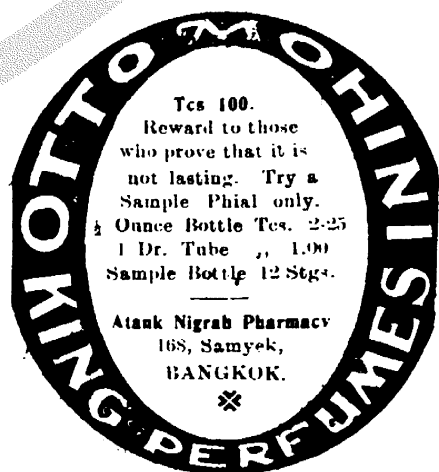 OTTO MOHINI
KING PERFUMES
Tcs 100.
Reward to those
who prove that it is
not lasting. Try a
Sample Phial only.
½ Ounce Bottle Tcs. 2-25
1 Dr. Tube ,, 1.00
Sample Bottle 12 Stgs.
Atank Nigrah Pharmacy
168, Samyek,
BANGKOK.